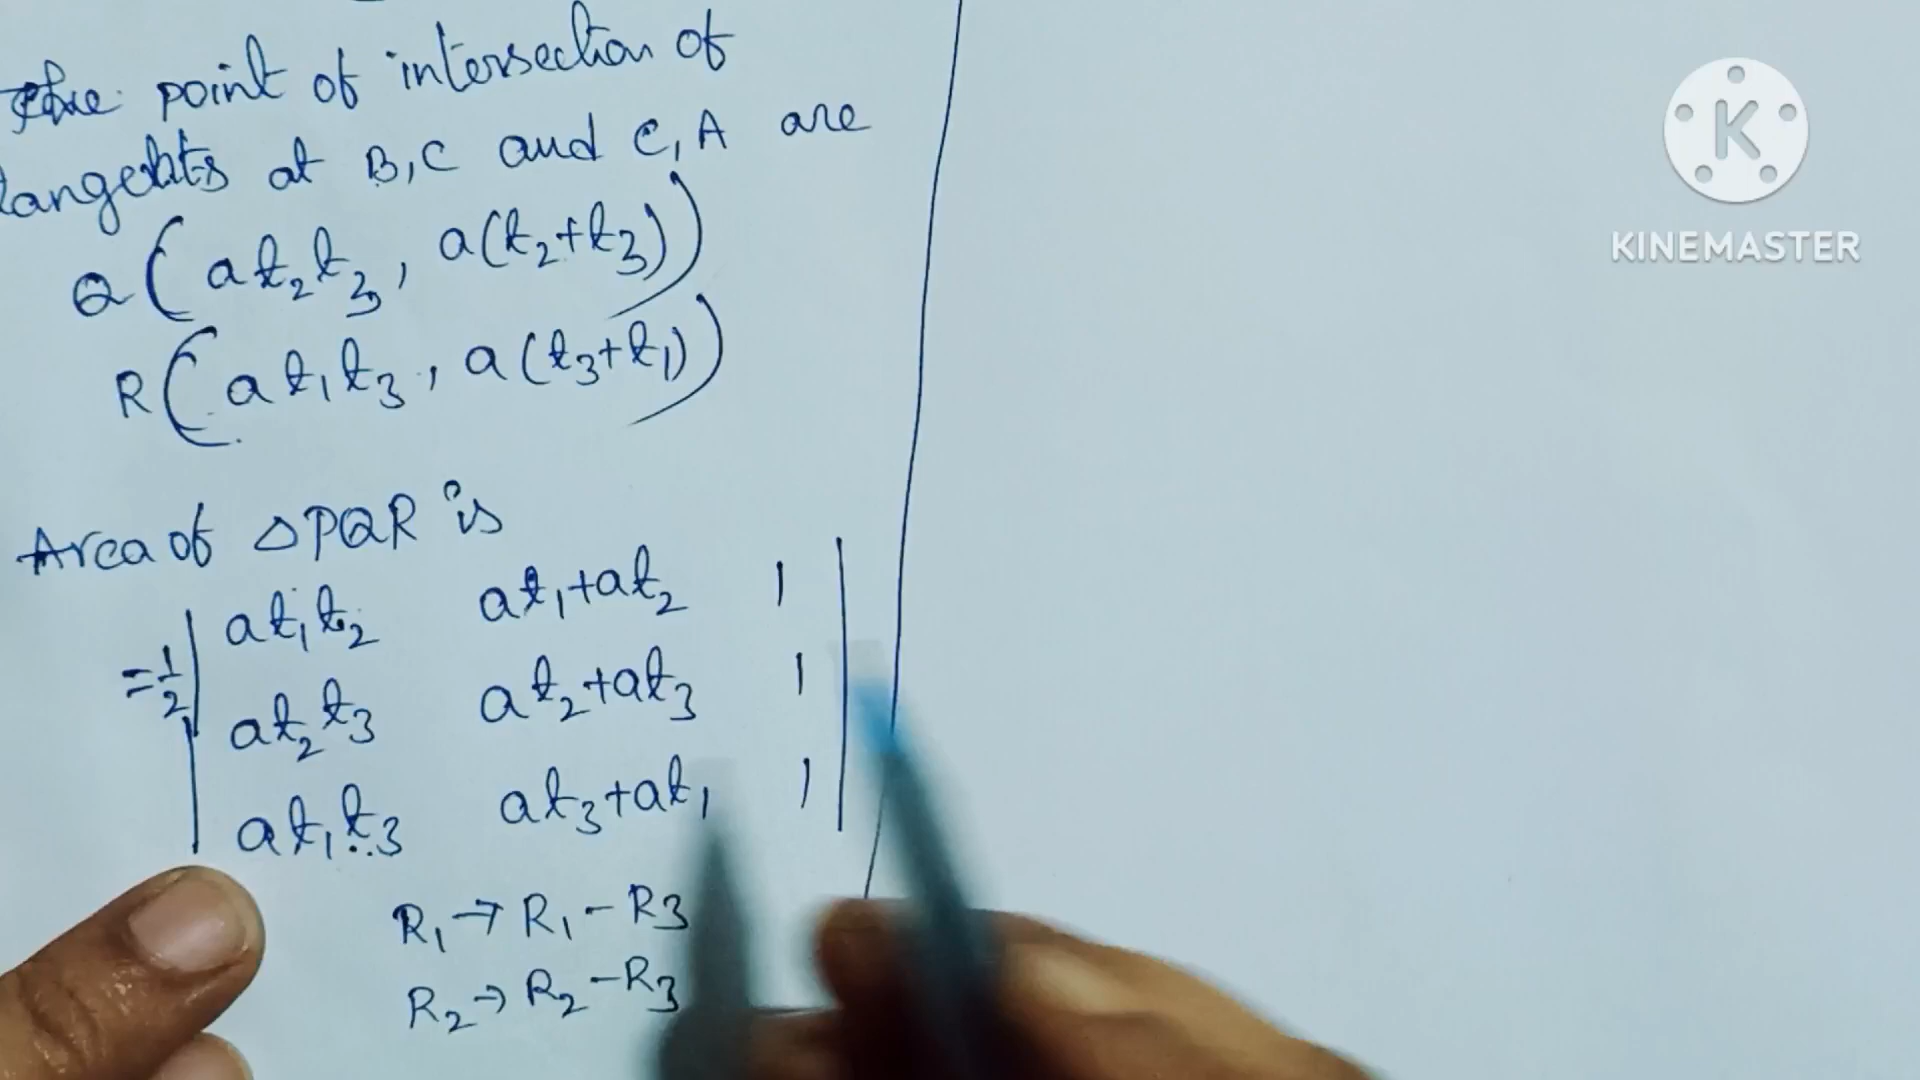 The point of intersection of
tangents at B, C and C, A are
Q (at₂t₃, a(t₂+t₃))
R (at₁t₃, a(t₃+t₁))
Area of △PQR is
=1/2 | at₁t₂ at₁+at₂ 1 |
| at₂t₃ at₂+at₃ 1 |
| at₁t₃ at₃+at₁ 1 |
R₁ → R₁ − R₃
R₂ → R₂ − R₃
K
KINEMASTER